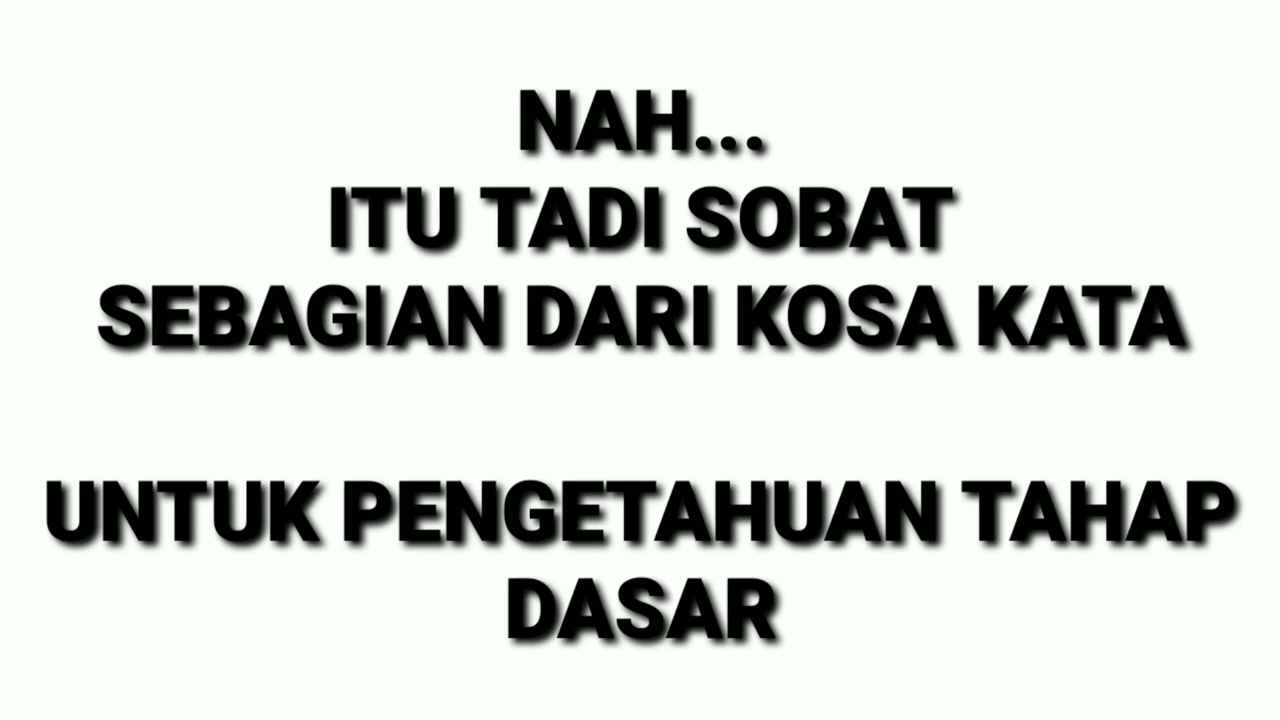 NAH...
ITU TADI SOBAT
SEBAGIAN DARI KOSA KATA
UNTUK PENGETAHUAN TAHAP
DASAR